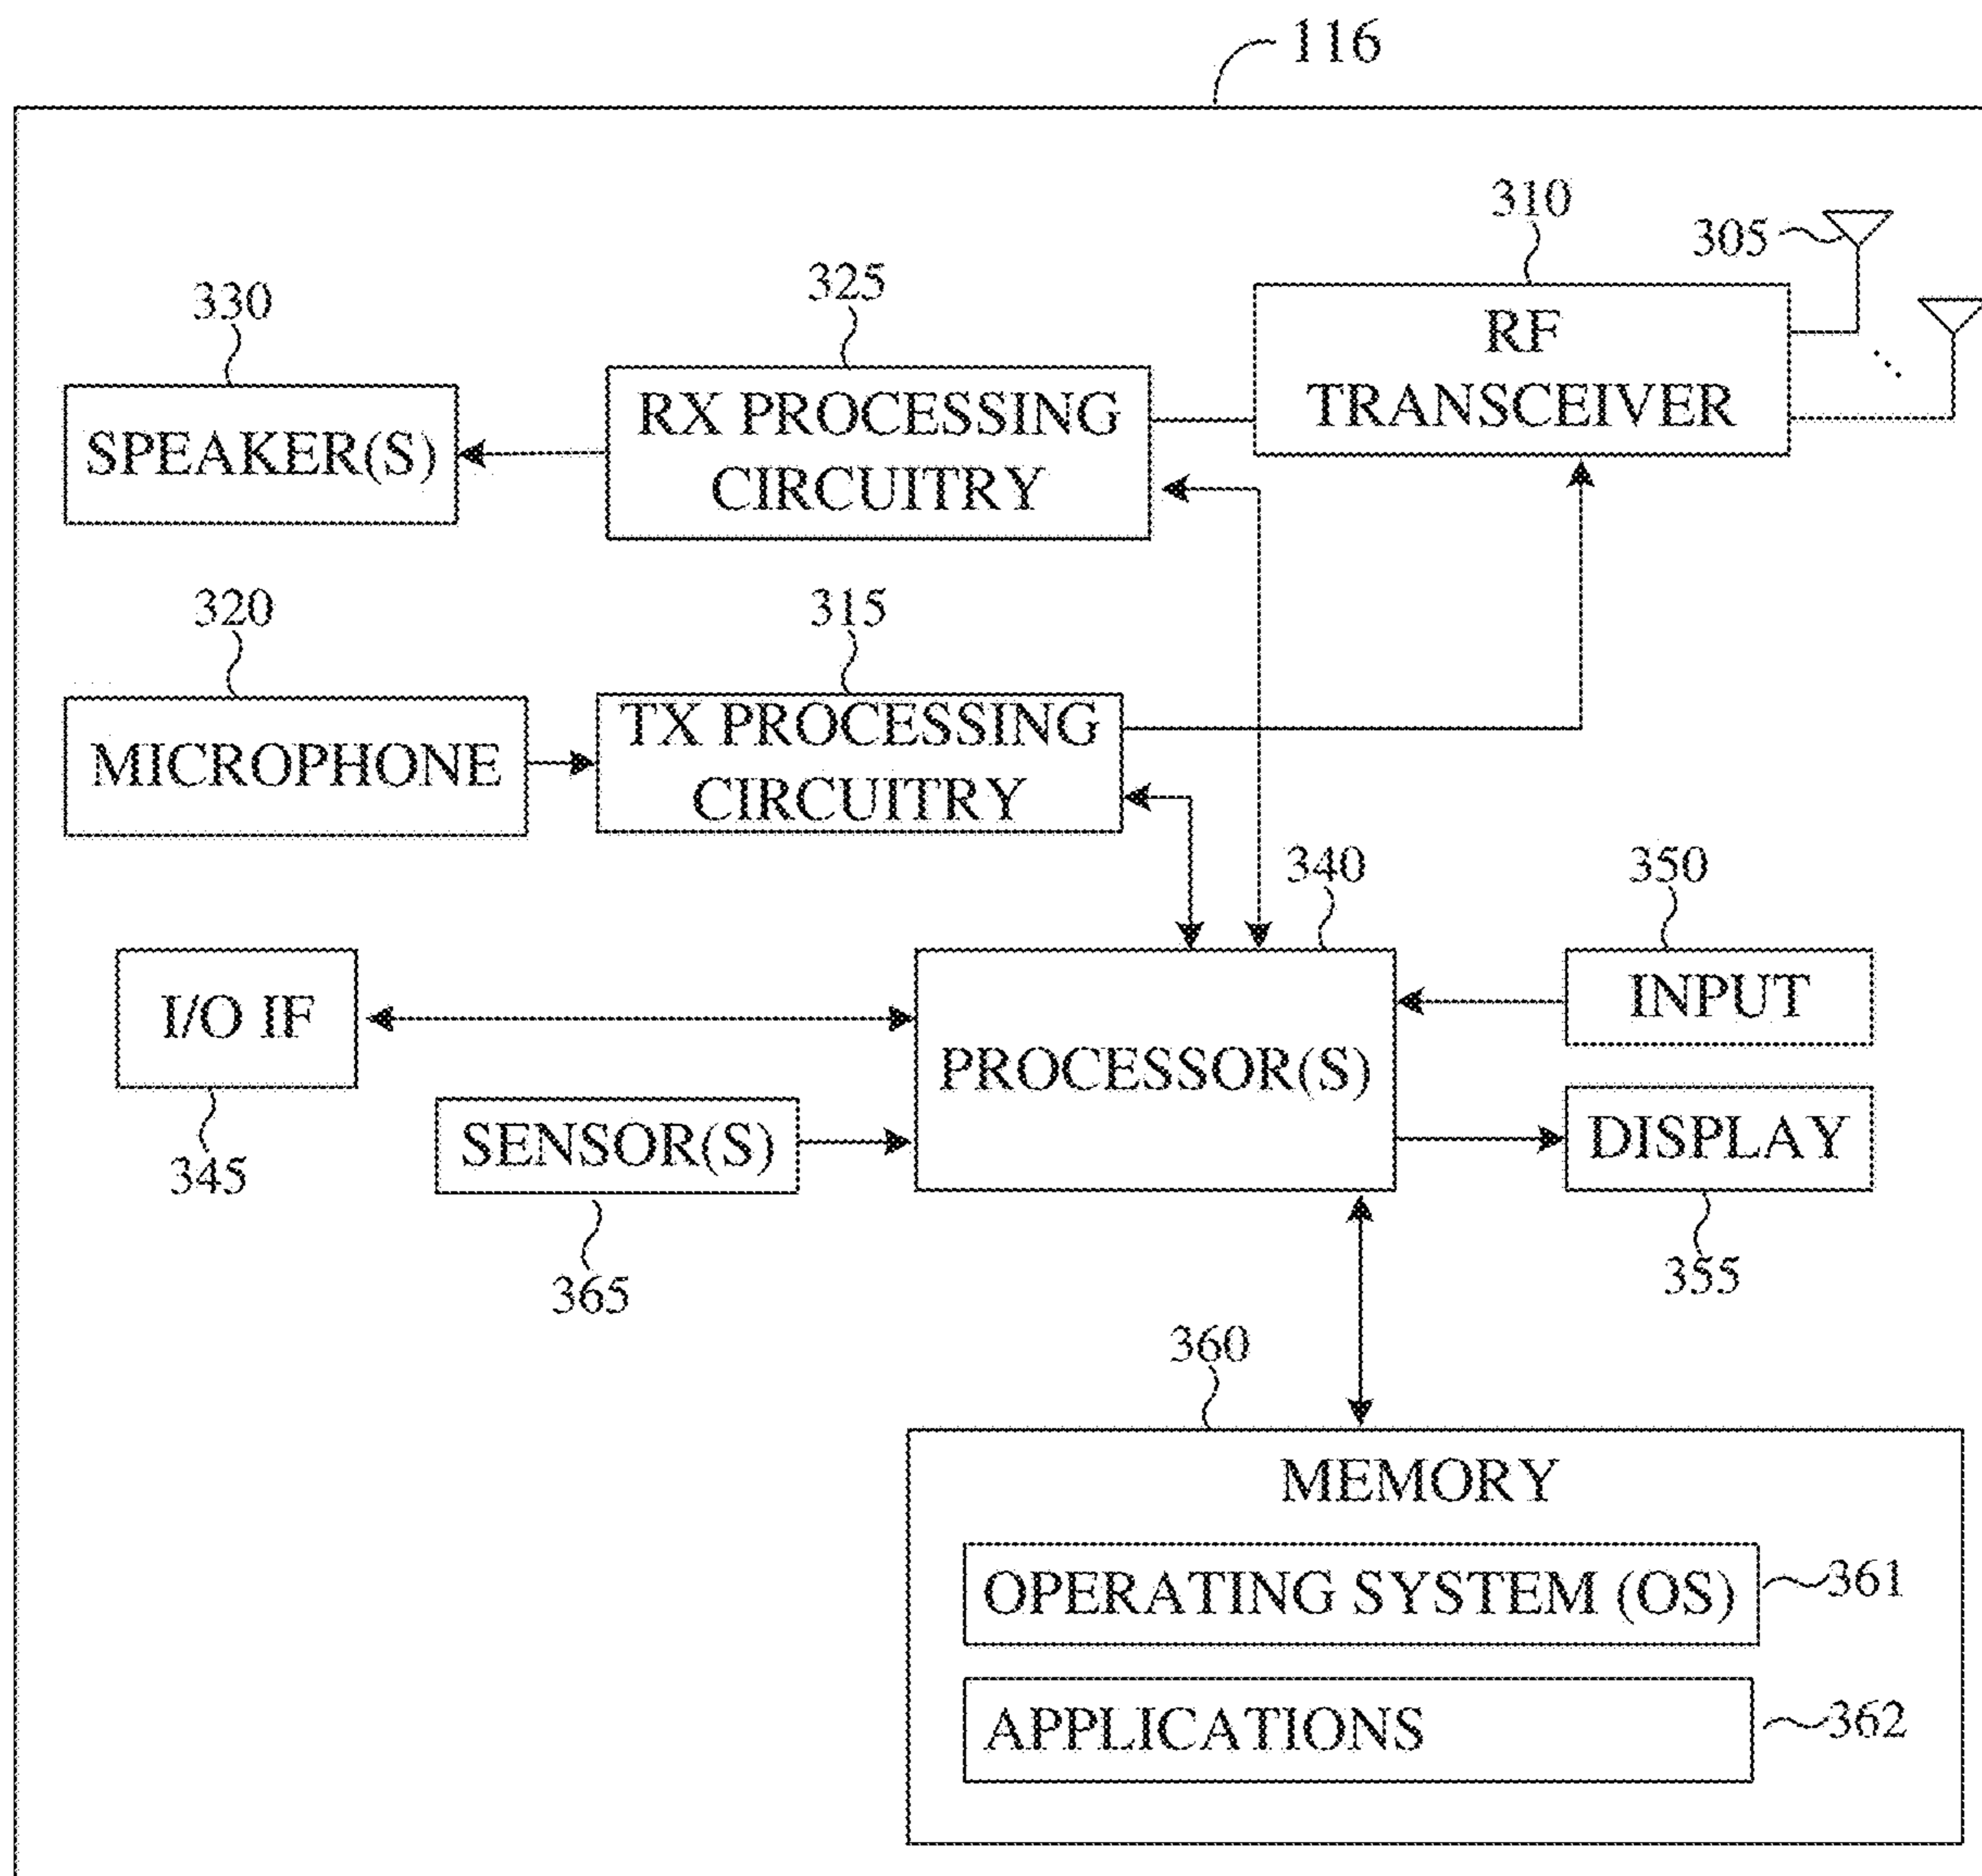 116
310
305
325
330
RF
TRANSCEIVER
RX PROCESSING
CIRCUITRY
SPEAKER(S)
320
315
TX PROCESSING
CIRCUITRY
MICROPHONE
340
350
I/O IF
INPUT
PROCESSOR(S)
SENSOR(S)
DISPLAY
345
365
355
360
MEMORY
OPERATING SYSTEM (OS)
361
APPLICATIONS
362